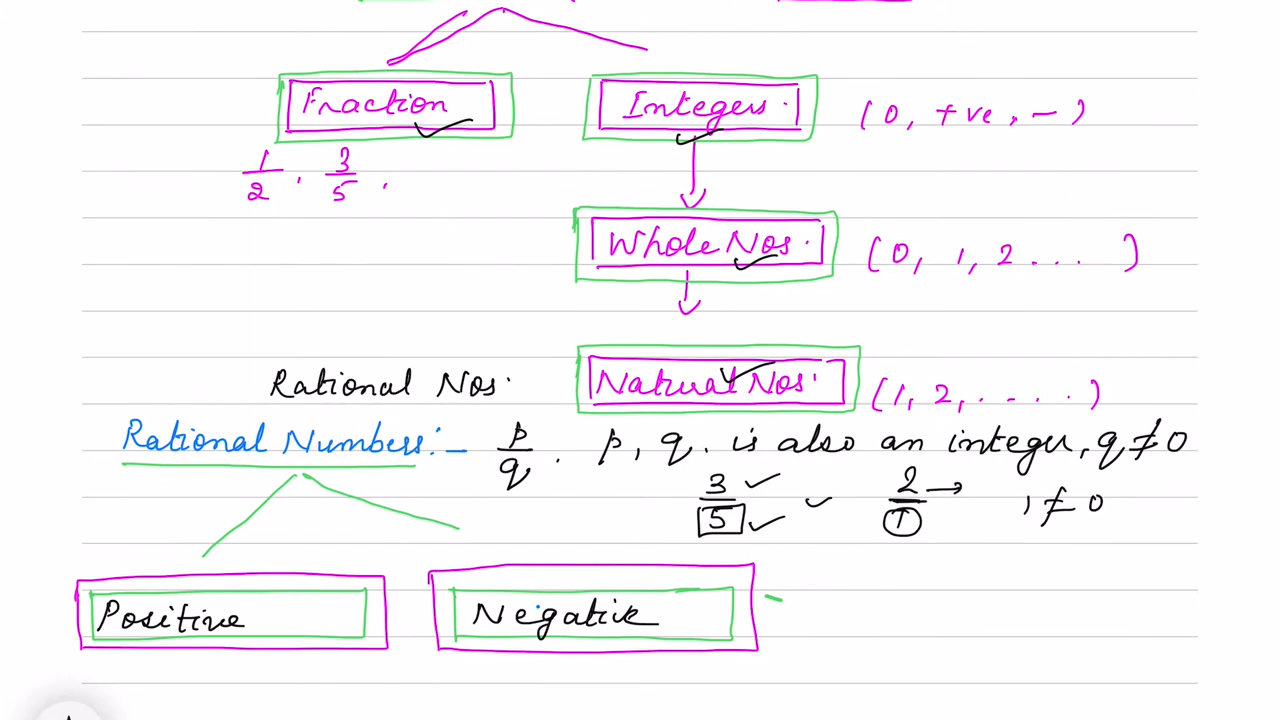 Fraction Integers. (0, +ve, -)
1/2, 3/5,
Whole Nos. (0, 1, 2... )
Rational Nos. Natural Nos. (1, 2, .....)
Rational Numbers:- p/q. p, q. is also an integer, q ≠ 0
3/5 2/1 → , ≠ 0
Positive Negative